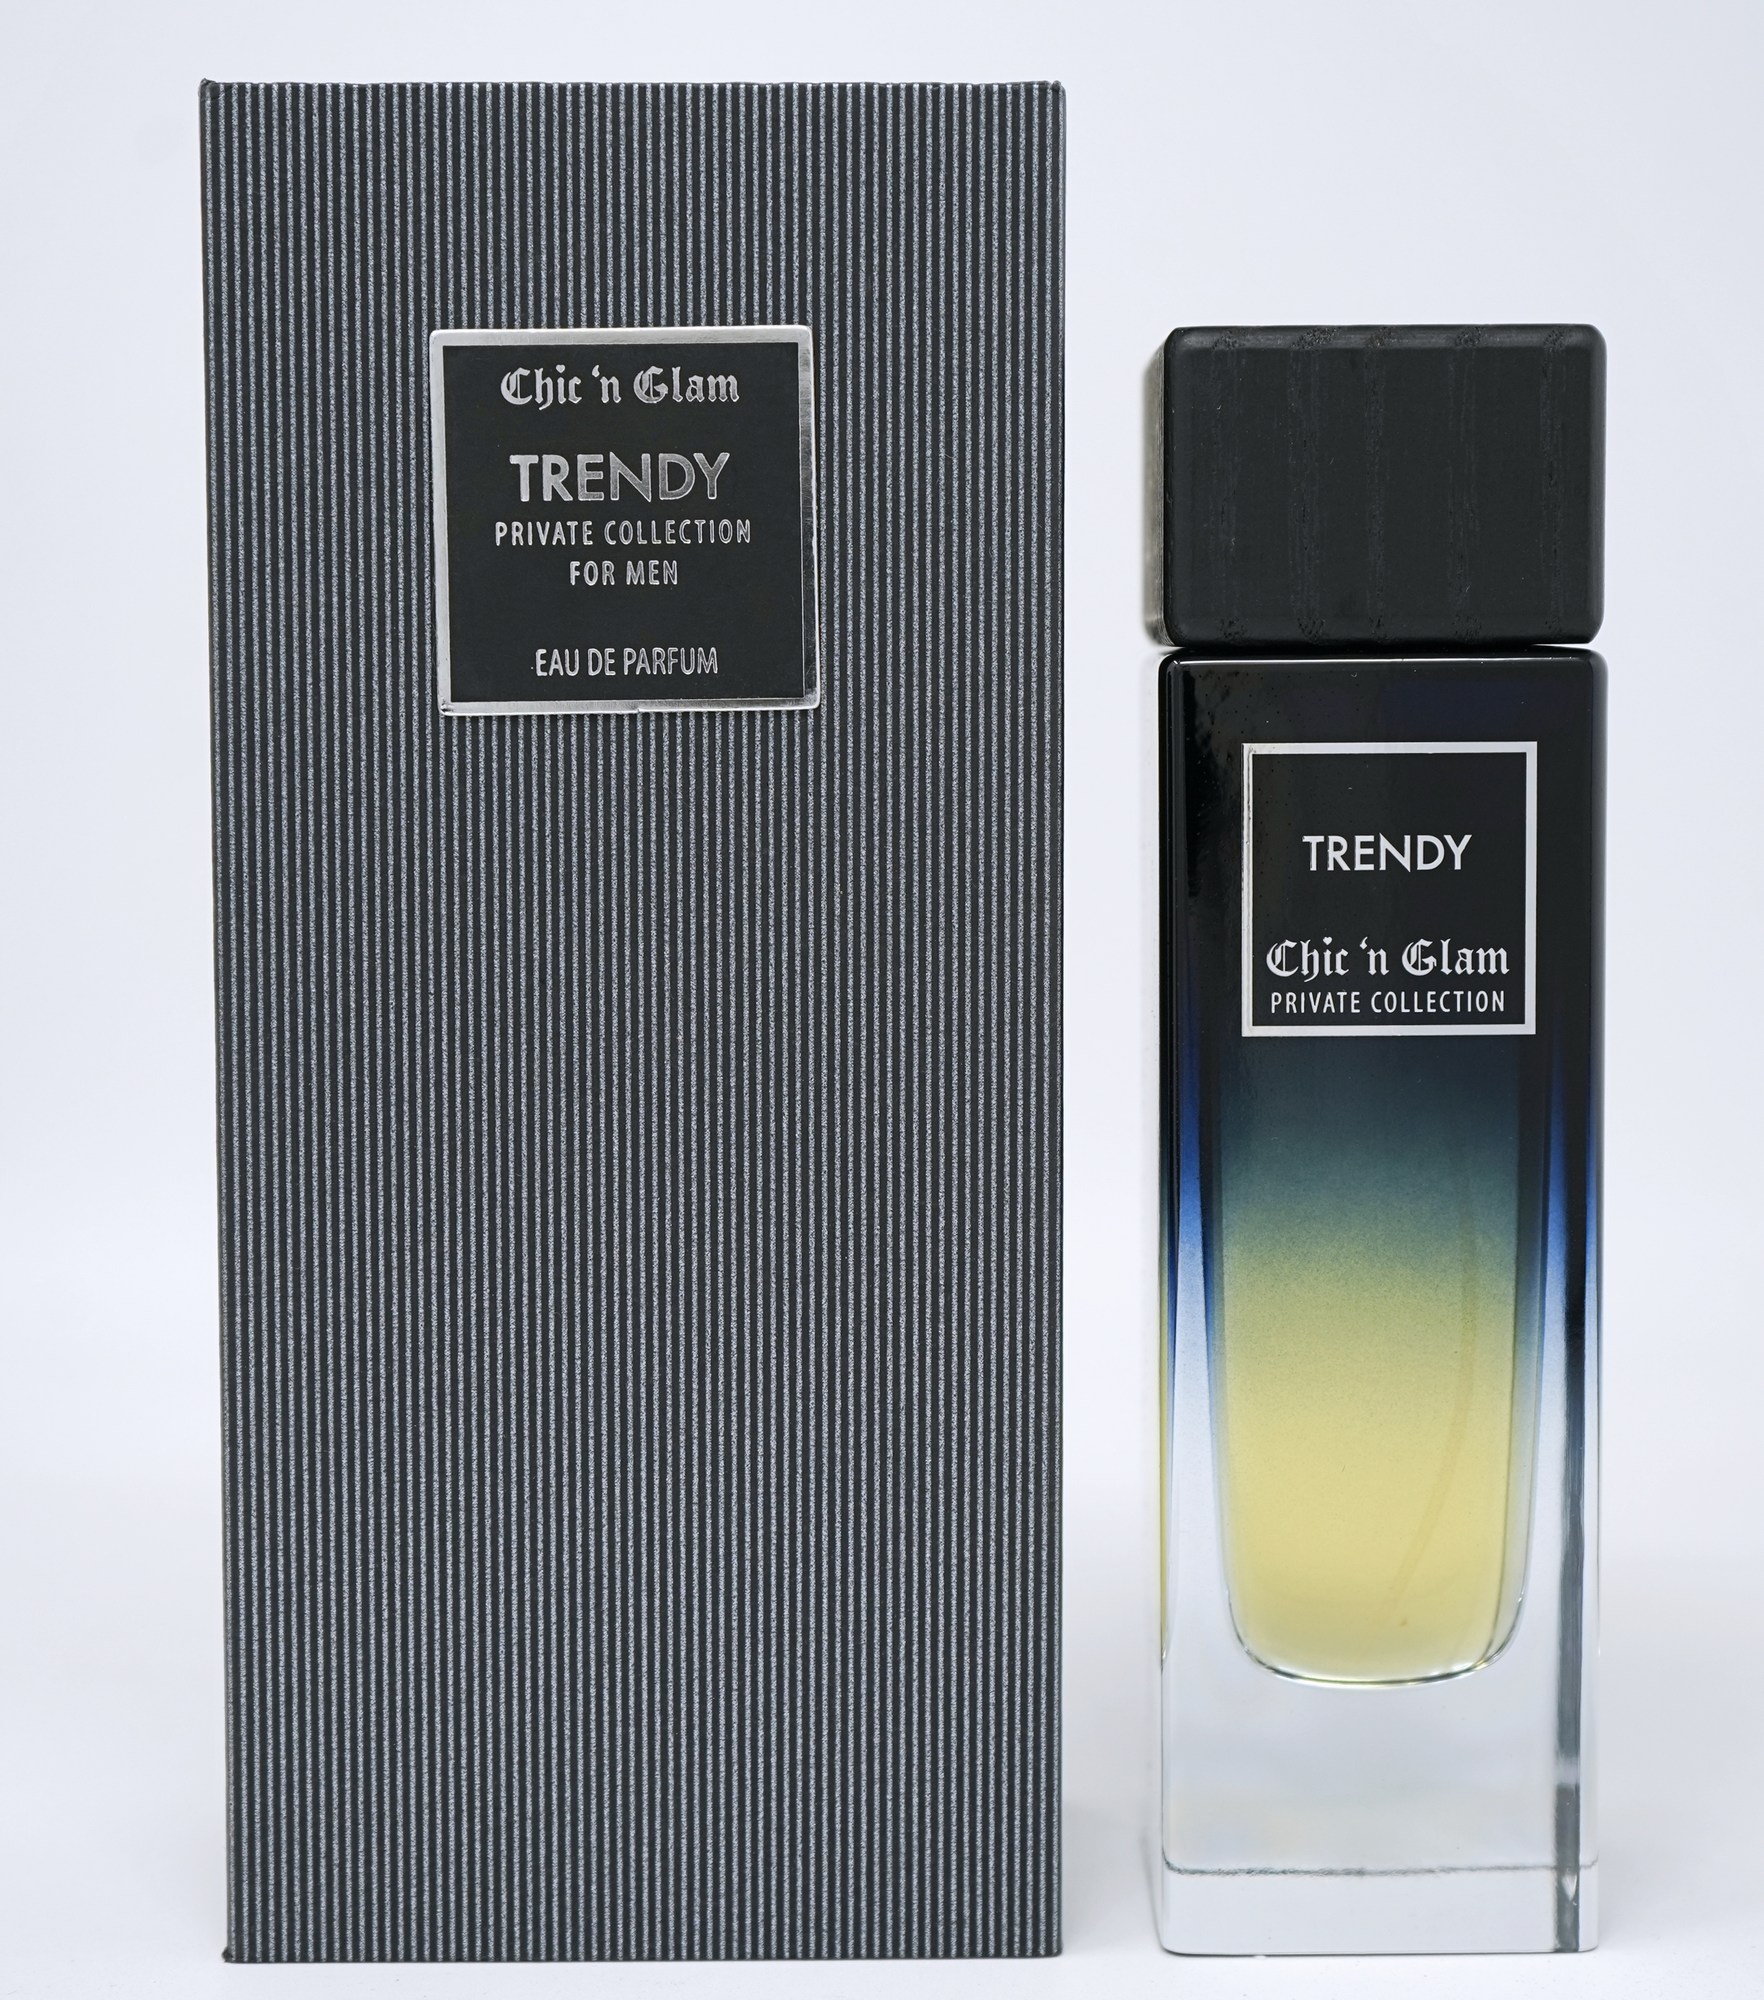 Chic 'n Glam
TRENDY
PRIVATE COLLECTION
FOR MEN
EAU DE PARFUM
TRENDY
Chic 'n Glam
PRIVATE COLLECTION